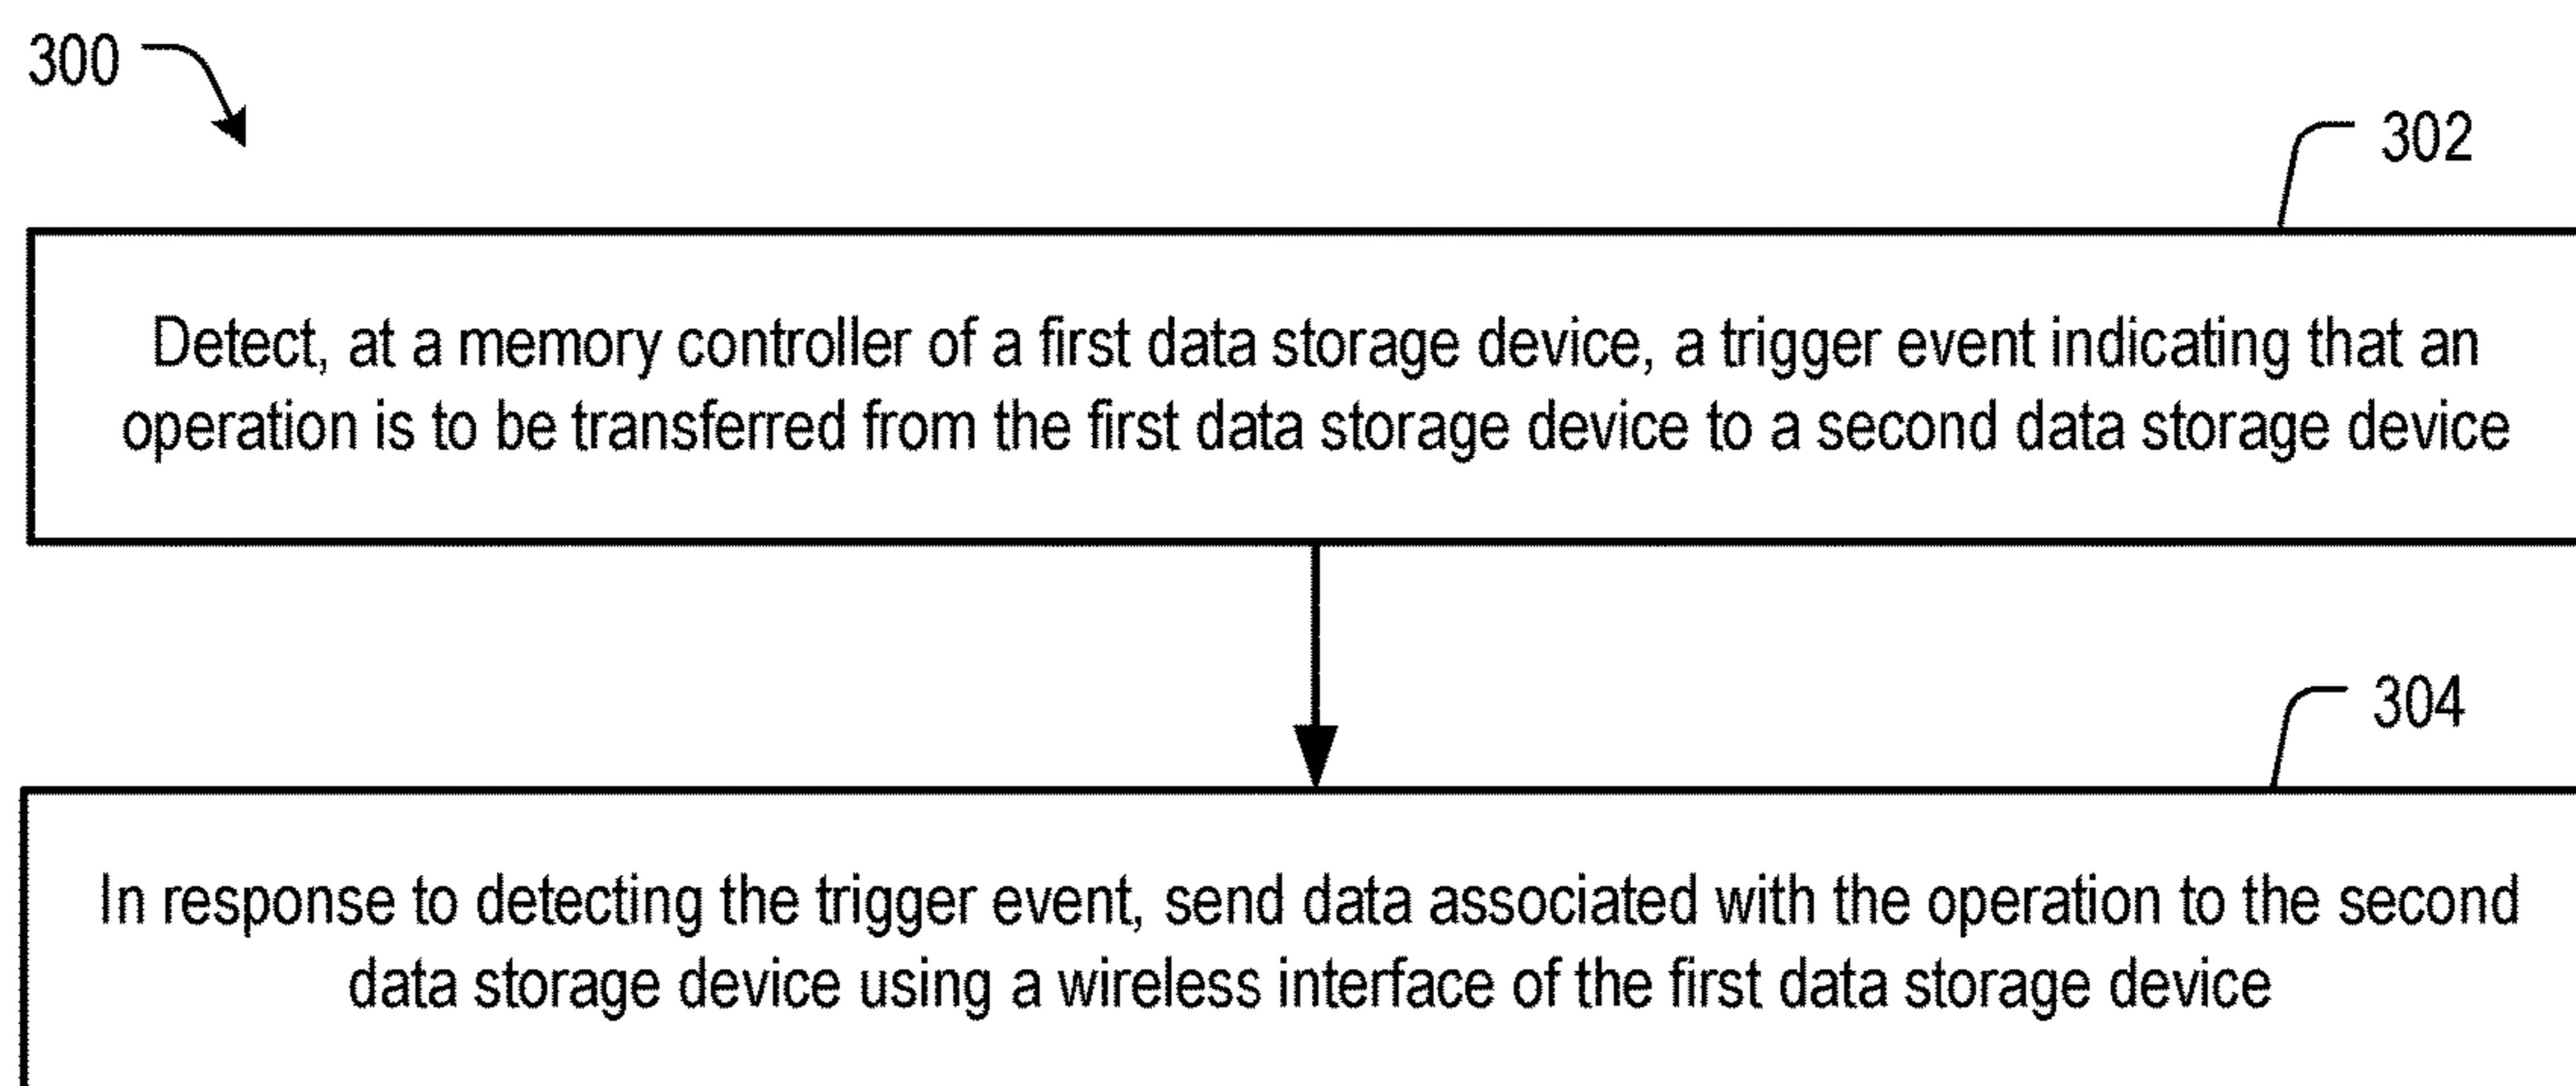 300
302
Detect, at a memory controller of a first data storage device, a trigger event indicating that an
operation is to be transferred from the first data storage device to a second data storage device
304
In response to detecting the trigger event, send data associated with the operation to the second
data storage device using a wireless interface of the first data storage device